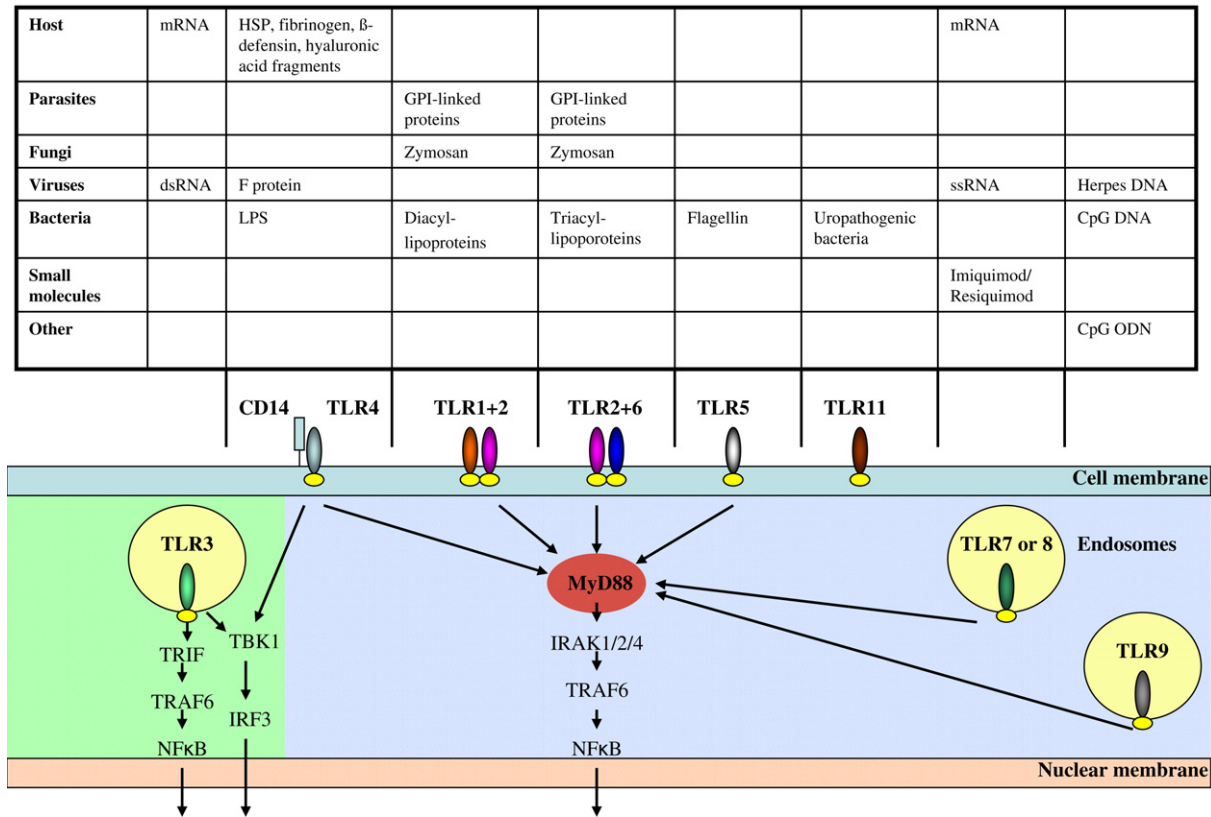 Host mRNA HSP, fibrinogen, ß- mRNA
defensin, hyaluronic
acid fragments
Parasites GPI-linked GPI-linked
proteins proteins
Fungi Zymosan Zymosan
Viruses dsRNA F protein ssRNA Herpes DNA
Bacteria LPS Diacyl- Triacyl- Flagellin Uropathogenic CpG DNA
lipoproteins lipoporoteins bacteria
Small Imiquimod/
molecules Resiquimod
Other CpG ODN
CD14 TLR4 TLR1+2 TLR2+6 TLR5 TLR11
Cell membrane
TLR3 TLR7 or 8 Endosomes
MyD88
TRIF TBK1 IRAK1/2/4 TLR9
TRAF6 IRF3 TRAF6
NFκB NFκB
Nuclear membrane